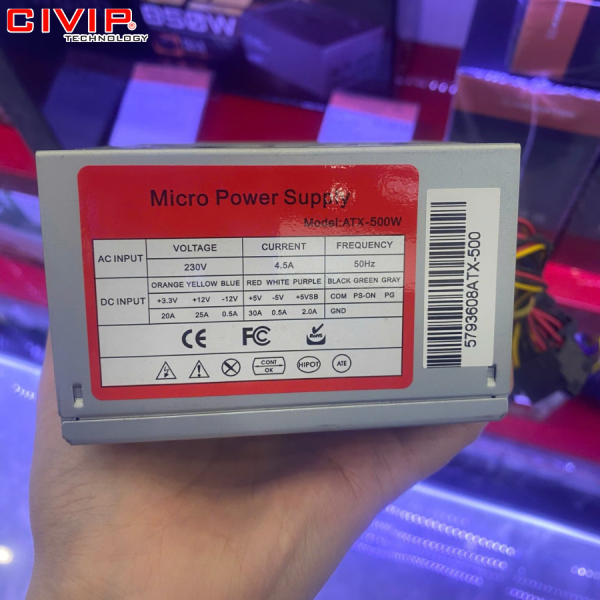 CIVIP®
TECHNOLOGY
850W
Micro Power Supply
Model:ATX-500W
AC INPUT VOLTAGE CURRENT FREQUENCY
230V 4.5A 50Hz
DC INPUT ORANGE YELLOW BLUE RED WHITE PURPLE BLACK GREEN GRAY
+3.3V +12V -12V +5V -5V +5VSB COM PS-ON PG
20A 25A 0.5A 30A 0.5A 2.0A GND
CE FC RoHS
CONT OK HIPOT ATE
5793608ATX-500